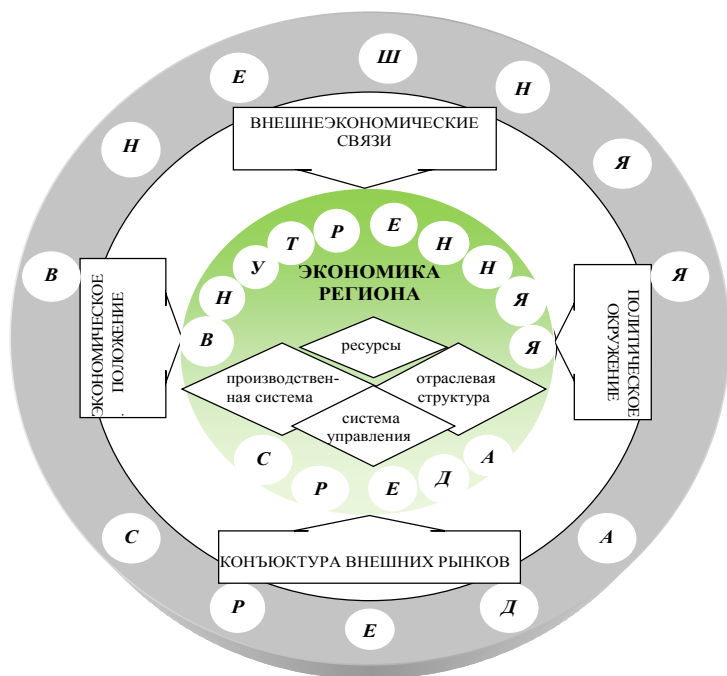 В Н Е Ш Н Я Я
ВНЕШНЕЭКОНОМИЧЕСКИЕ
СВЯЗИ
В Н У Т Р Е Н Н Я Я
ЭКОНОМИКА
РЕГИОНА
ЭКОНОМИЧЕСКОЕ
ПОЛОЖЕНИЕ
.
ПОЛИТИЧЕСКОЕ
ОКРУЖЕНИЕ
ресурсы
производствен-
ная система
отраслевая
структура
система
управления
С Р Е Д А
КОНЪЮКТУРА ВНЕШНИХ РЫНКОВ
С Р Е Д А